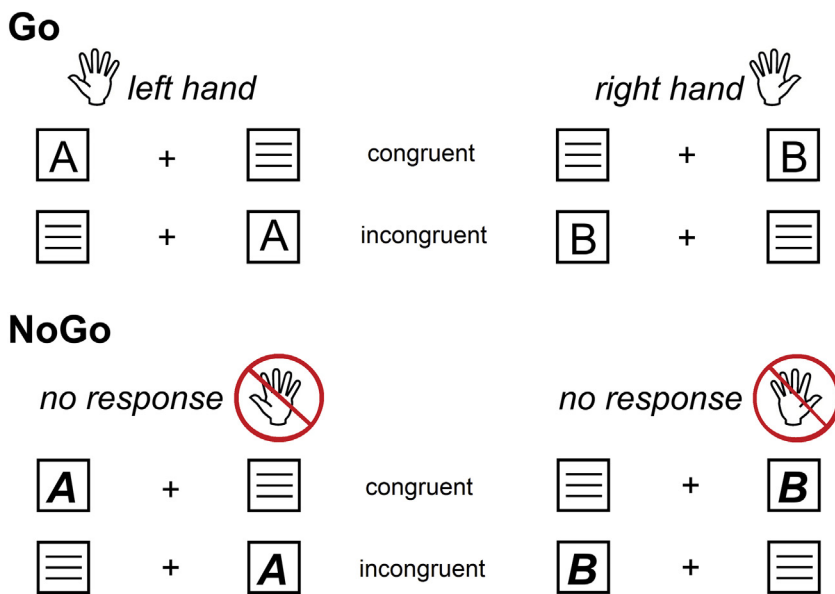 Go
left hand right hand
A + congruent + B
+ A incongruent B +
NoGo
no response no response
A + congruent + B
+ A incongruent B +